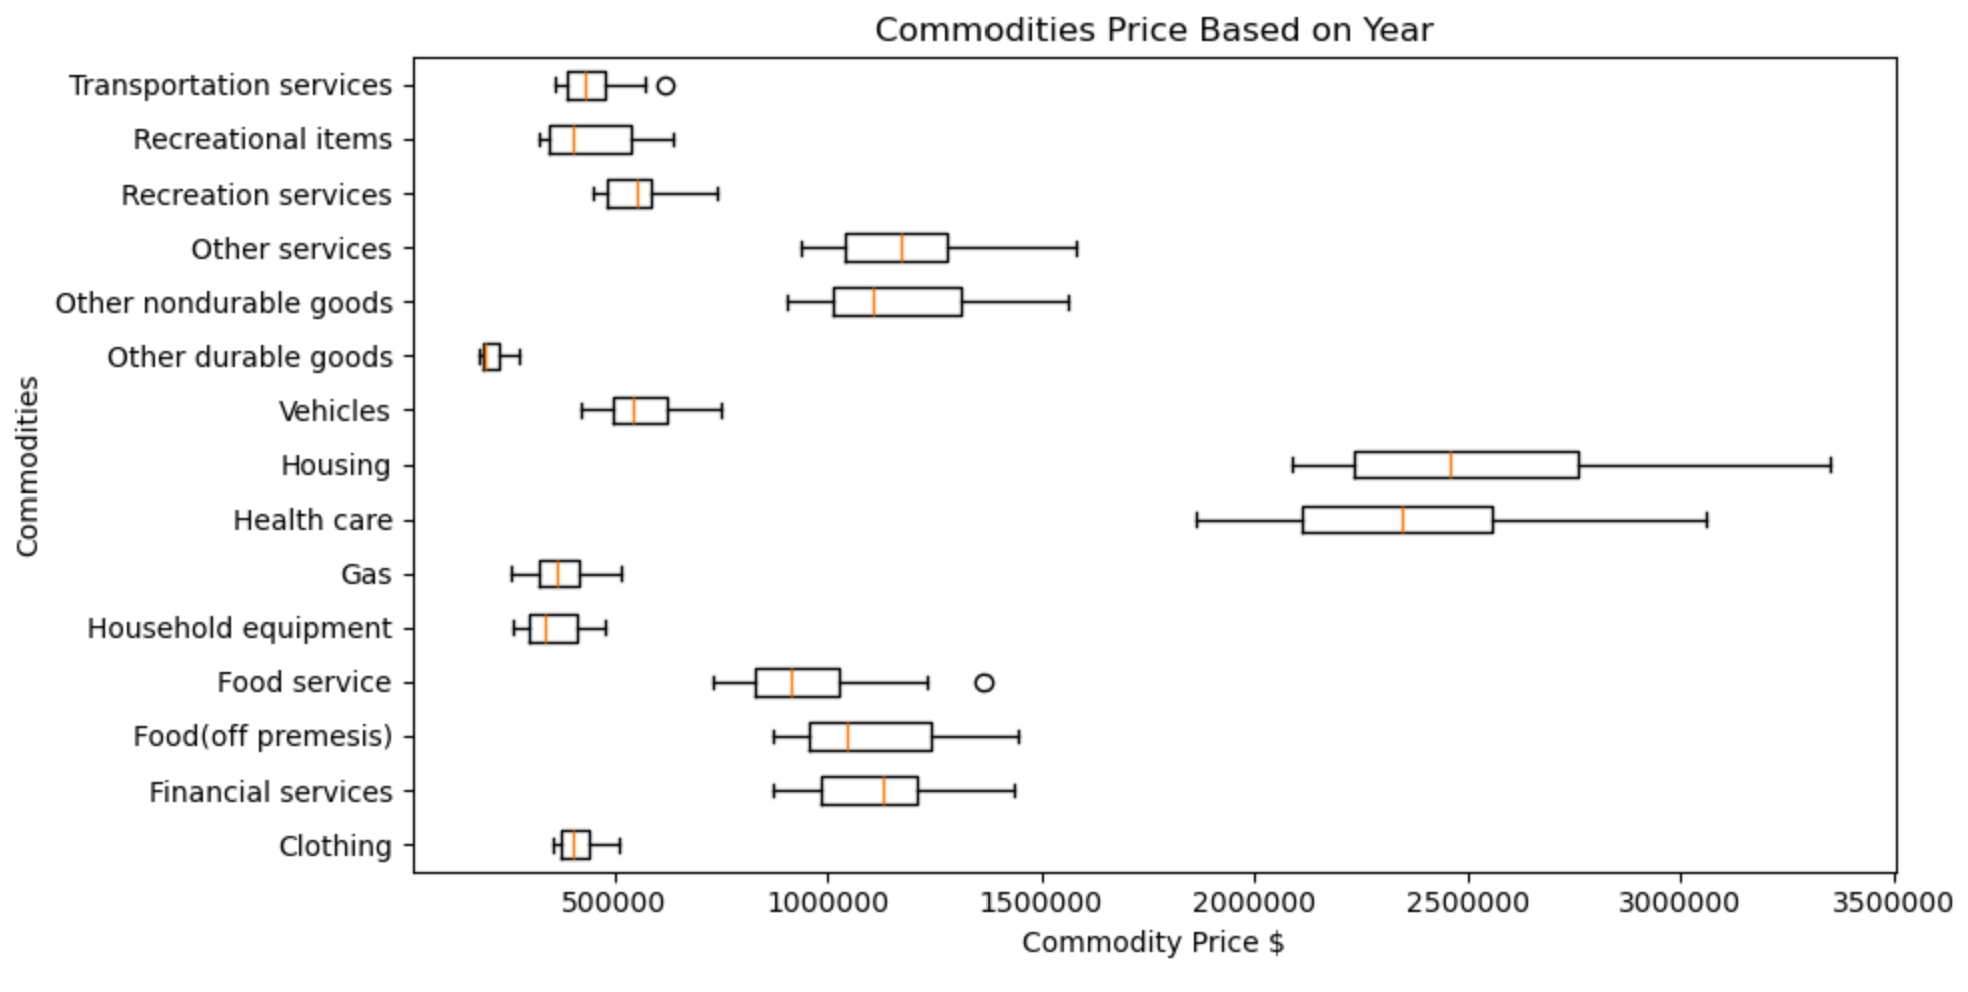 Commodities Price Based on Year
Transportation services
Recreational items
Recreation services
Other services
Other nondurable goods
Other durable goods
Vehicles
Housing
Health care
Gas
Household equipment
Food service
Food(off premesis)
Financial services
Clothing
Commodities
500000 1000000 1500000 2000000 2500000 3000000 3500000
Commodity Price $